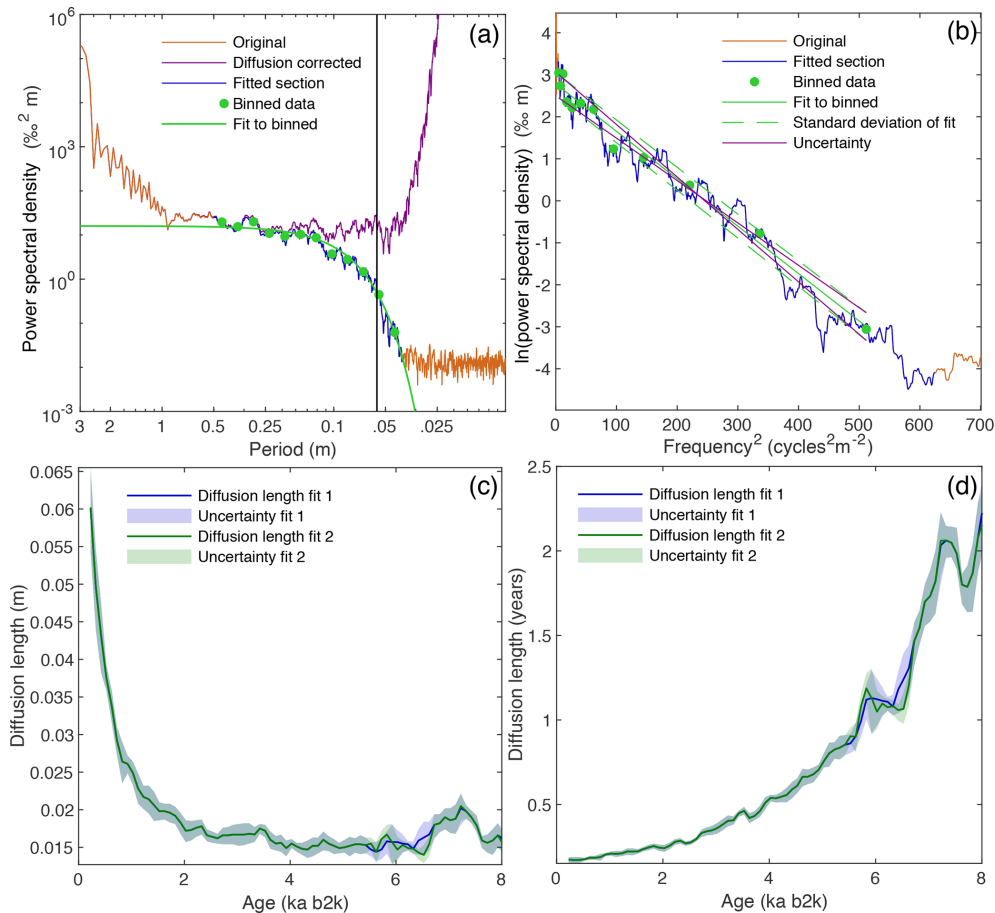 (a)
10^6
10^3
10^0
10^-3
Power spectral density (‰^2 m)
Original
Diffusion corrected
Fitted section
Binned data
Fit to binned
3 2 1 0.5 0.25 0.1 .05 .025
Period (m)
(b)
4
3
2
1
0
-1
-2
-3
-4
ln(power spectral density) (‰ m)
Original
Fitted section
Binned data
Fit to binned
Standard deviation of fit
Uncertainty
0 100 200 300 400 500 600 700
Frequency^2 (cycles^2m^-2)
(c)
0.065
0.06
0.055
0.05
0.045
0.04
0.035
0.03
0.025
0.02
0.015
Diffusion length (m)
Diffusion length fit 1
Uncertainty fit 1
Diffusion length fit 2
Uncertainty fit 2
0 2 4 6 8
Age (ka b2k)
(d)
2.5
2
1.5
1
0.5
Diffusion length (years)
Diffusion length fit 1
Uncertainty fit 1
Diffusion length fit 2
Uncertainty fit 2
0 2 4 6 8
Age (ka b2k)